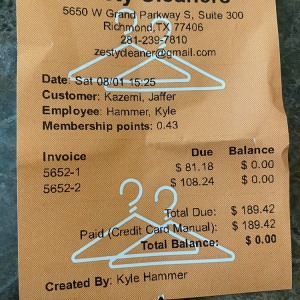 Zesty Cleaners
5650 W Grand Parkway S, Suite 300
Richmond,TX 77406
281-239-7810
zestycleaner@gmail.com
Date: Sat 08/01 15:25
Customer: Kazemi, Jaffer
Employee: Hammer, Kyle
Membership points: 0.43
Invoice Due Balance
5652-1 $ 81.18 $ 0.00
5652-2 $ 108.24 $ 0.00
Total Due: $ 189.42
Paid (Credit Card Manual): $ 189.42
Total Balance: $ 0.00
Created By: Kyle Hammer